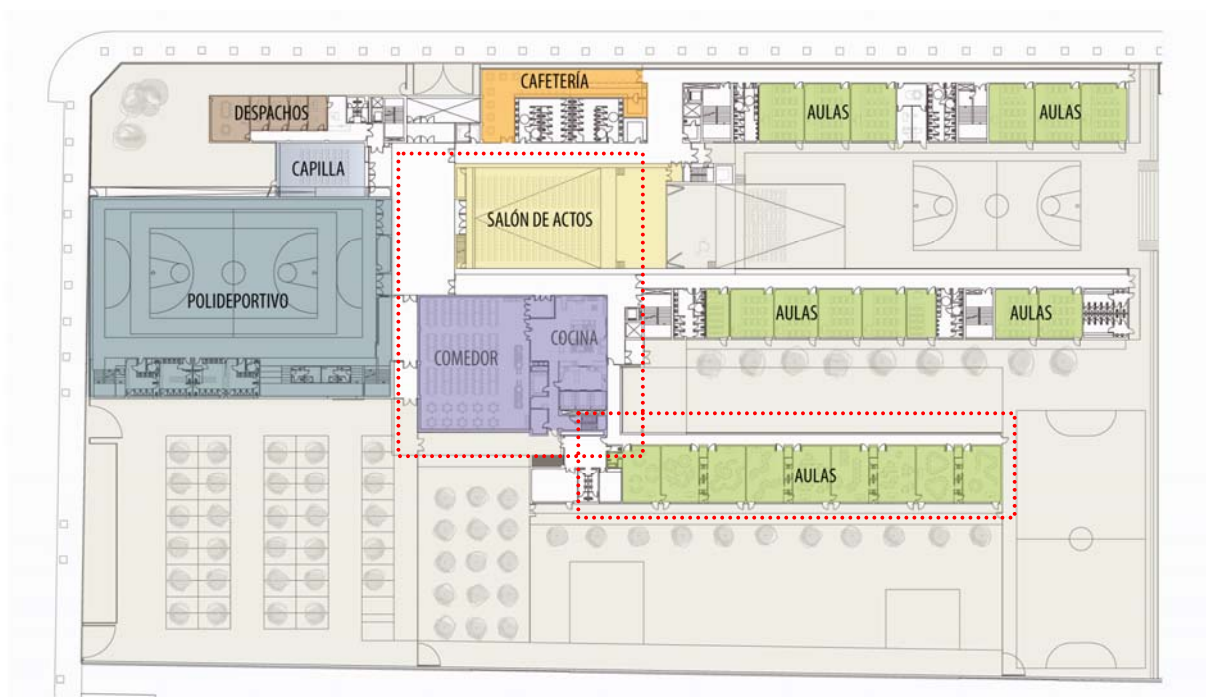 CAFETERÍA
DESPACHOS
AULAS
AULAS
CAPILLA
SALÓN DE ACTOS
POLIDEPORTIVO
AULAS
AULAS
COCINA
COMEDOR
AULAS